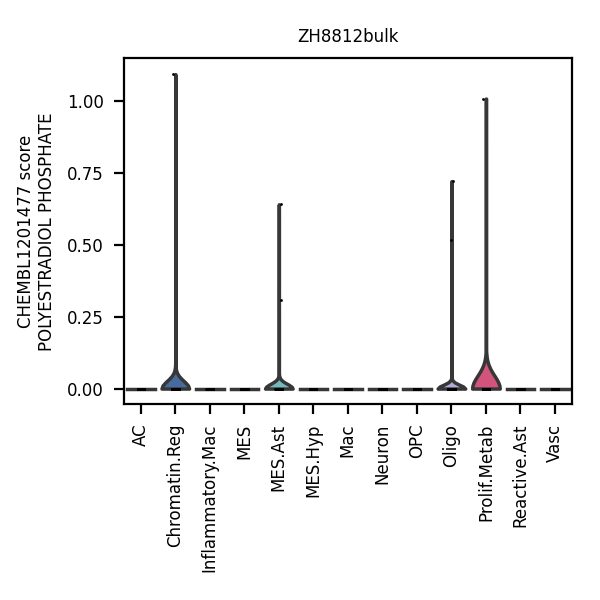 ZH8812bulk
CHEMBL1201477 score
POLYESTRADIOL PHOSPHATE
1.00
0.75
0.50
0.25
0.00
AC
Chromatin.Reg
Inflammatory.Mac
MES
MES.Ast
MES.Hyp
Mac
Neuron
OPC
Oligo
Prolif.Metab
Reactive.Ast
Vasc